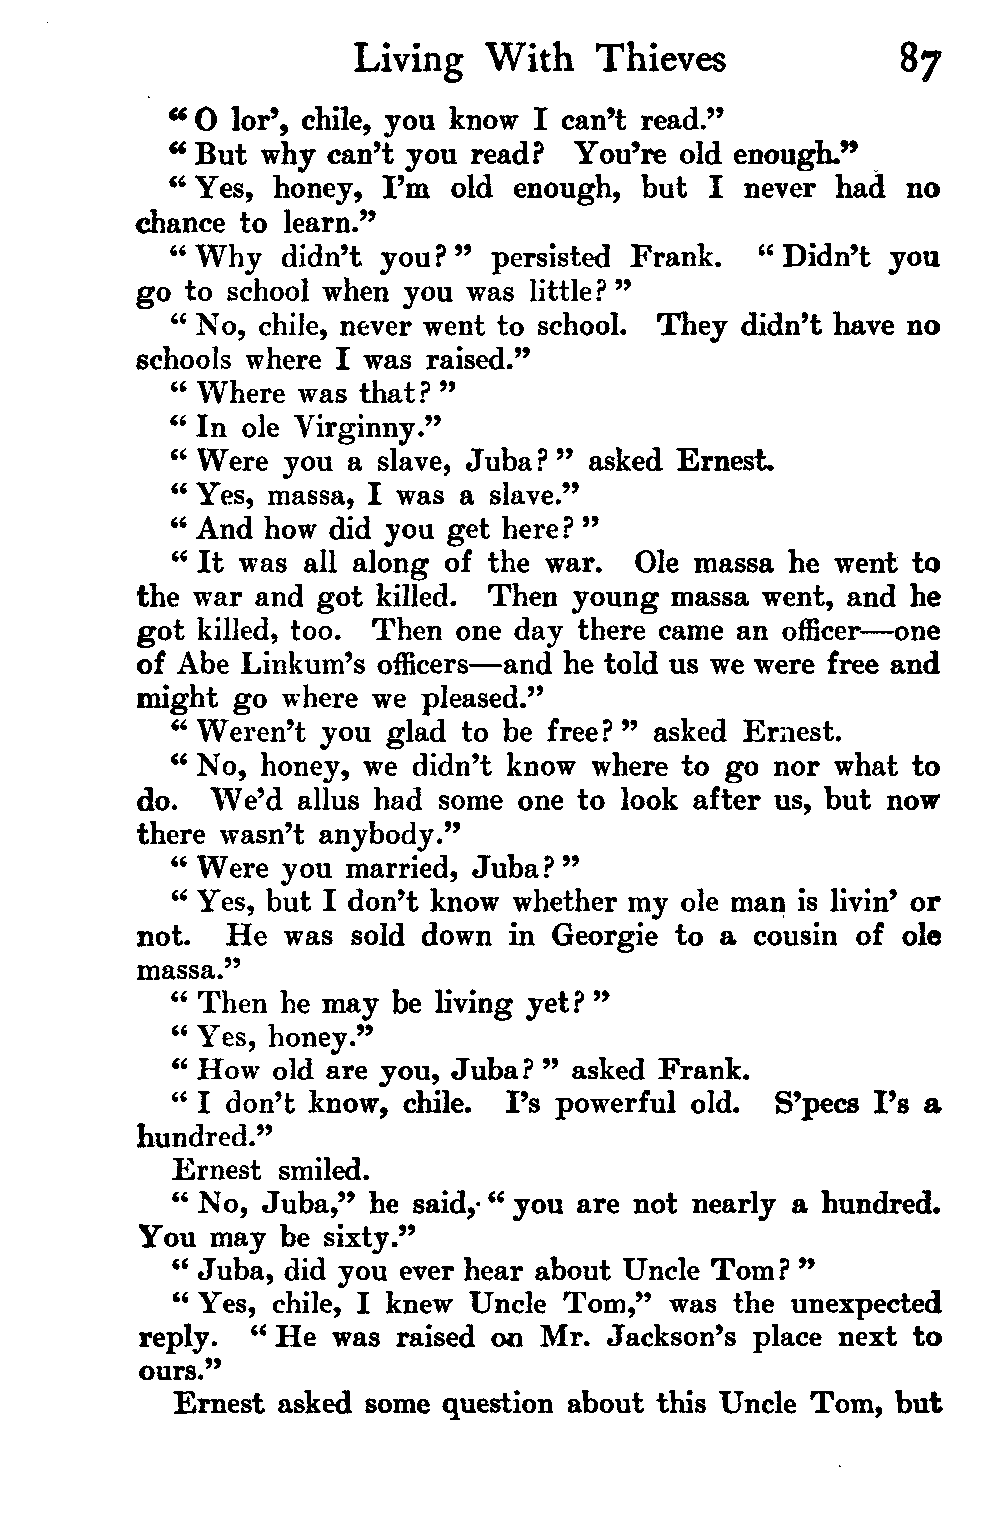 Living With Thieves 87
“ O lor’, chile, you know I can’t read.”
“ But why can’t you read? You’re old enough.”
“ Yes, honey, I’m old enough, but I never had no
chance to learn.”
“ Why didn’t you? ” persisted Frank. “ Didn’t you
go to school when you was little? ”
“ No, chile, never went to school. They didn’t have no
schools where I was raised.”
“ Where was that? ”
“ In ole Virginny.”
“ Were you a slave, Juba? ” asked Ernest.
“ Yes, massa, I was a slave.”
“ And how did you get here? ”
“ It was all along of the war. Ole massa he went to
the war and got killed. Then young massa went, and he
got killed, too. Then one day there came an officer—one
of Abe Linkum’s officers—and he told us we were free and
might go where we pleased.”
“ Weren’t you glad to be free? ” asked Ernest.
“ No, honey, we didn’t know where to go nor what to
do. We’d allus had some one to look after us, but now
there wasn’t anybody.”
“ Were you married, Juba? ”
“ Yes, but I don’t know whether my ole man is livin’ or
not. He was sold down in Georgie to a cousin of ole
massa.”
“ Then he may be living yet? ”
“ Yes, honey.”
“ How old are you, Juba? ” asked Frank.
“ I don’t know, chile. I’s powerful old. S’pecs I’s a
hundred.”
Ernest smiled.
“ No, Juba,” he said, “ you are not nearly a hundred.
You may be sixty.”
“ Juba, did you ever hear about Uncle Tom? ”
“ Yes, chile, I knew Uncle Tom,” was the unexpected
reply. “ He was raised on Mr. Jackson’s place next to
ours.”
Ernest asked some question about this Uncle Tom, but